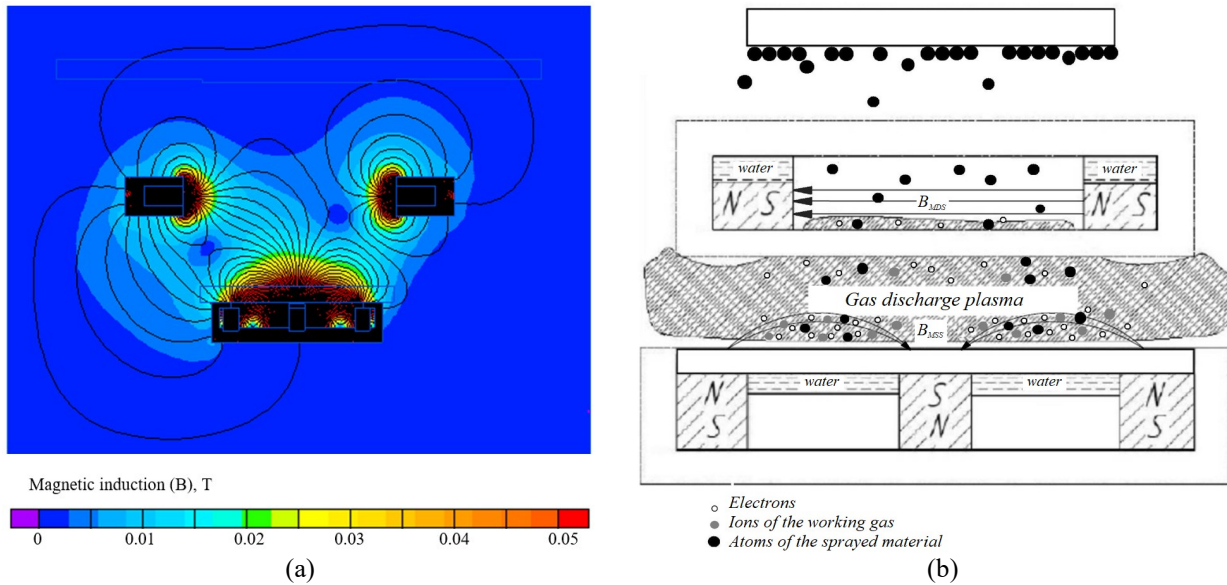 Magnetic induction (B), T
0 0.01 0.02 0.03 0.04 0.05
(a)
water water
N S N S
B_MDS
Gas discharge plasma
B_MSS
water water
N S N
S N S
Electrons
Ions of the working gas
Atoms of the sprayed material
(b)